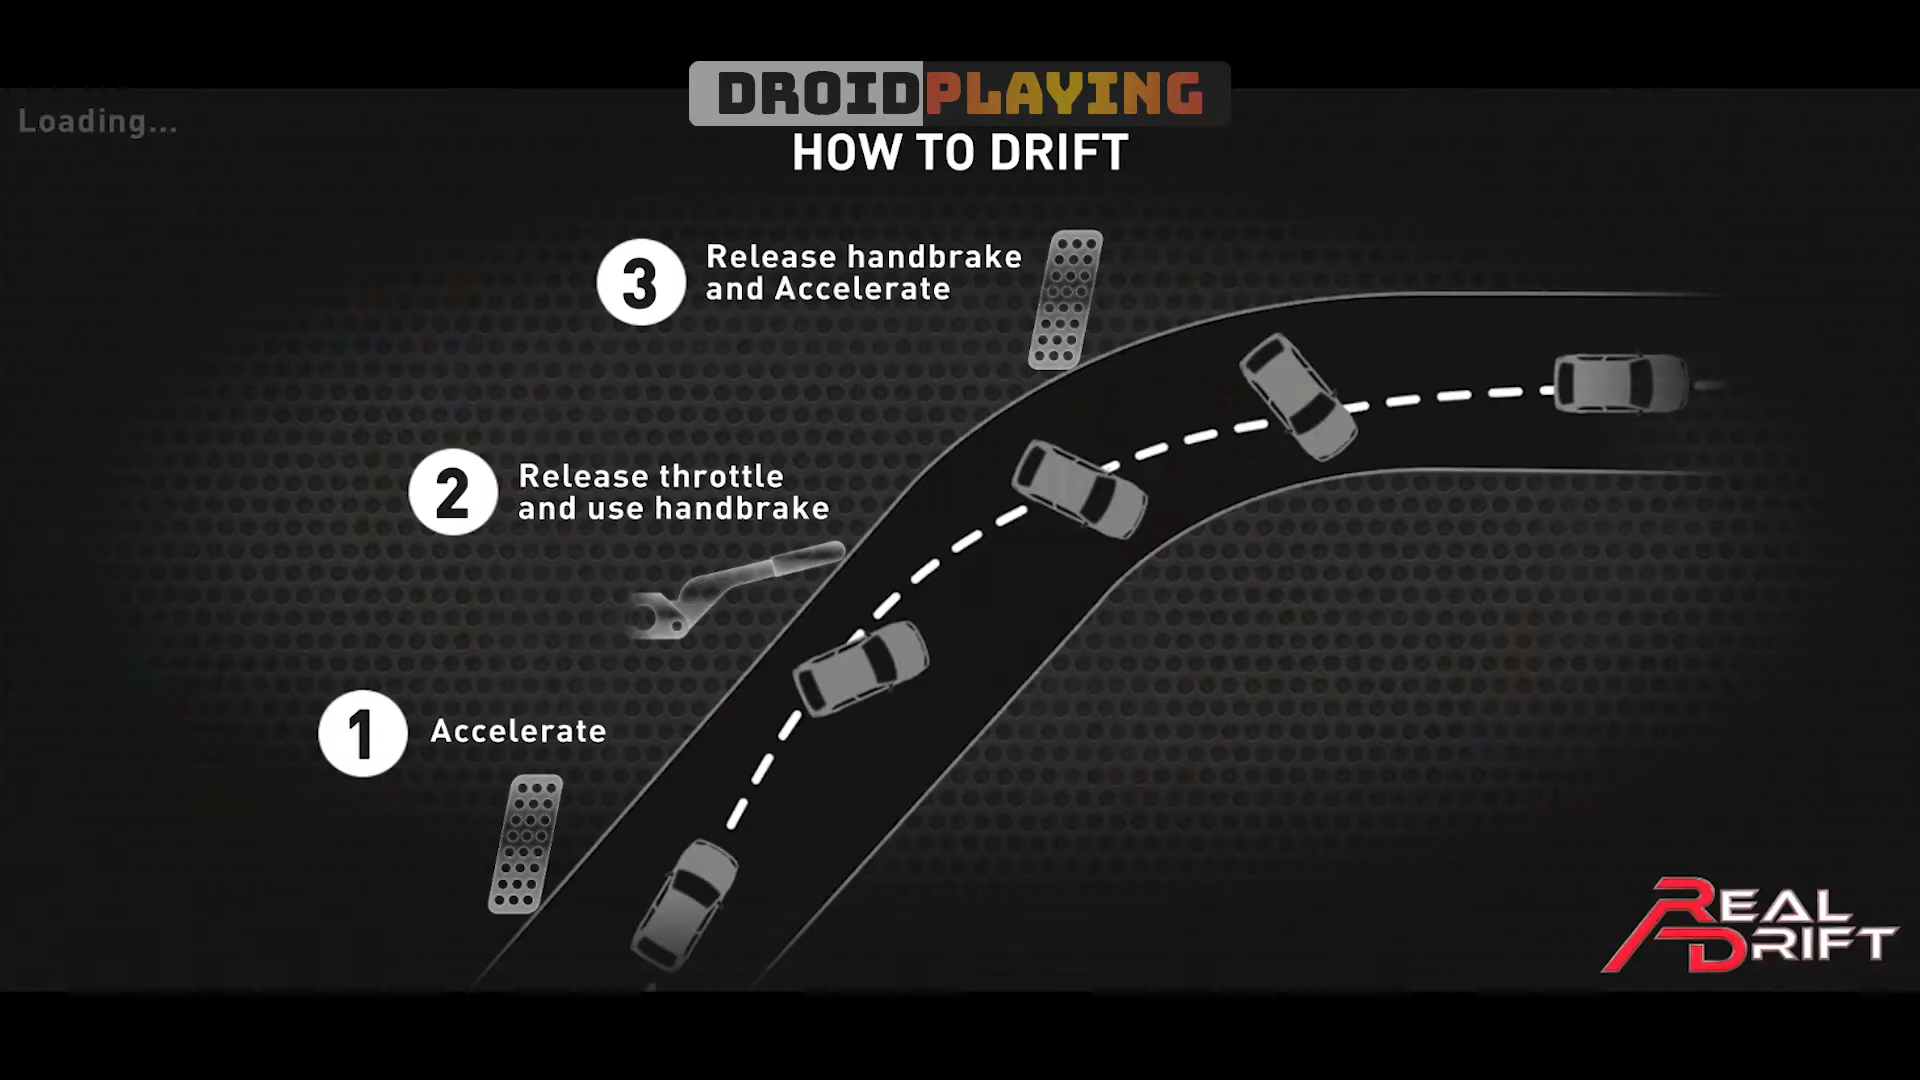 DROIDPLAYING
Loading...
HOW TO DRIFT
3
Release handbrake
and Accelerate
2
Release throttle
and use handbrake
1
Accelerate
REAL
DRIFT